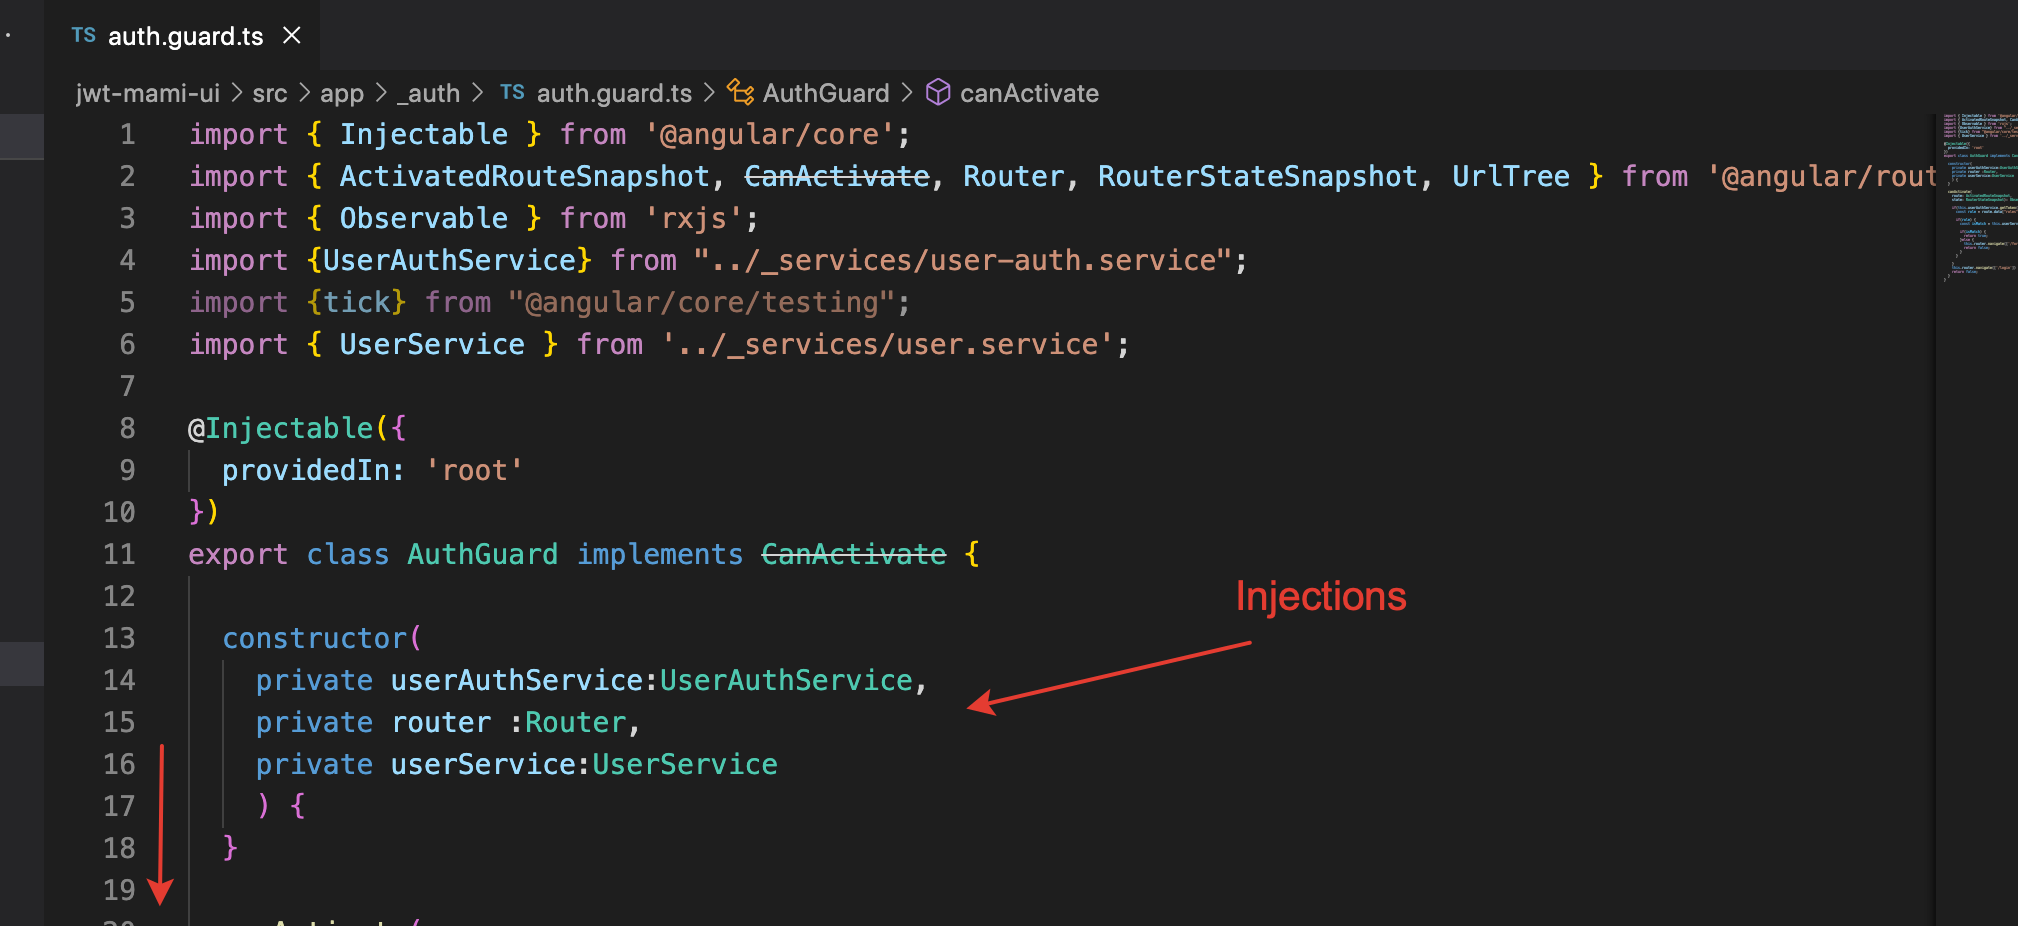 TS auth.guard.ts
jwt-mami-ui > src > app > _auth > TS auth.guard.ts > AuthGuard > canActivate
1 import { Injectable } from '@angular/core';
2 import { ActivatedRouteSnapshot, CanActivate, Router, RouterStateSnapshot, UrlTree } from '@angular/rout
3 import { Observable } from 'rxjs';
4 import {UserAuthService} from "../_services/user-auth.service";
5 import {tick} from "@angular/core/testing";
6 import { UserService } from '../_services/user.service';
7
8 @Injectable({
9 providedIn: 'root'
10 })
11 export class AuthGuard implements CanActivate {
12
Injections
13 constructor(
14 private userAuthService:UserAuthService,
15 private router :Router,
16 private userService:UserService
17 ) {
18 }
19